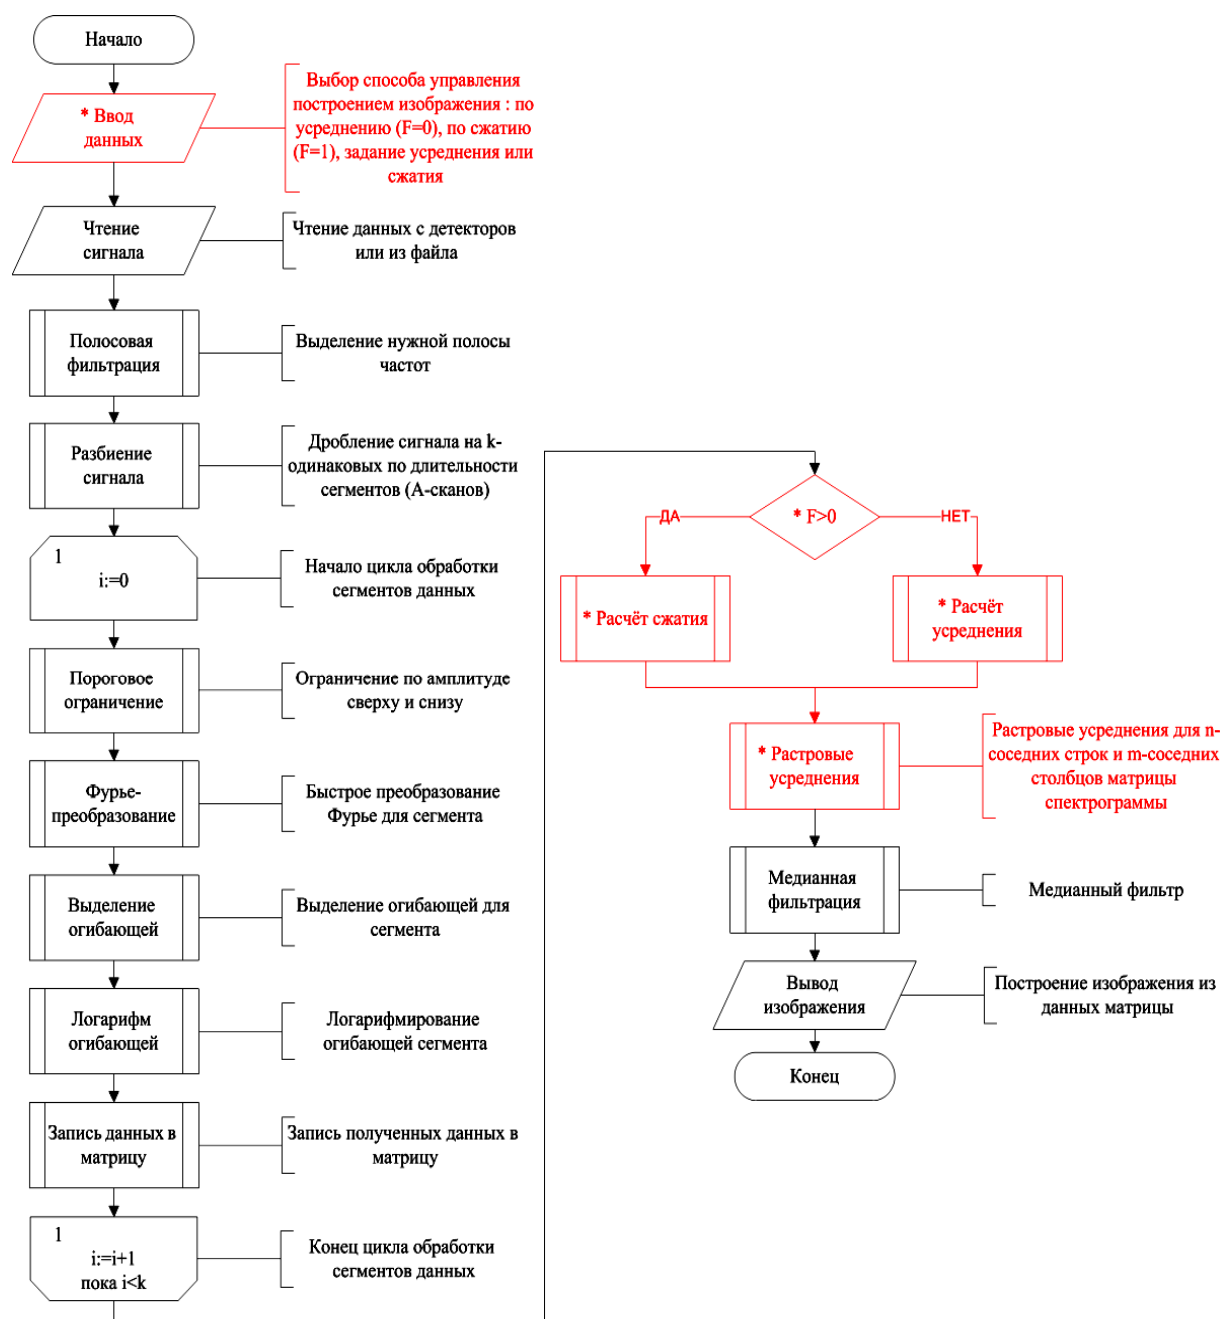 Начало
* Ввод
данных
Выбор способа управления
построением изображения : по
усреднению (F=0), по сжатию
(F=1), задание усреднения или
сжатия
Чтение
сигнала
Чтение данных с детекторов
или из файла
Полосовая
фильтрация
Выделение нужной полосы
частот
Разбиение
сигнала
Дробление сигнала на k-
одинаковых по длительности
сегментов (А-сканов)
1
i:=0
Начало цикла обработки
сегментов данных
Пороговое
ограничение
Ограничение по амплитуде
сверху и снизу
Фурье-
преобразование
Быстрое преобразование
Фурье для сегмента
Выделение
огибающей
Выделение огибающей для
сегмента
Логарифм
огибающей
Логарифмирование
огибающей сегмента
Запись данных в
матрицу
Запись полученных данных в
матрицу
1
i:=i+1
пока i<k
Конец цикла обработки
сегментов данных
* F>0
ДА
НЕТ
* Расчёт сжатия
* Расчёт
усреднения
* Растровые
усреднения
Растровые усреднения для n-
соседних строк и m-соседних
столбцов матрицы
спектрограммы
Медианная
фильтрация
Медианный фильтр
Вывод
изображения
Построение изображения из
данных матрицы
Конец